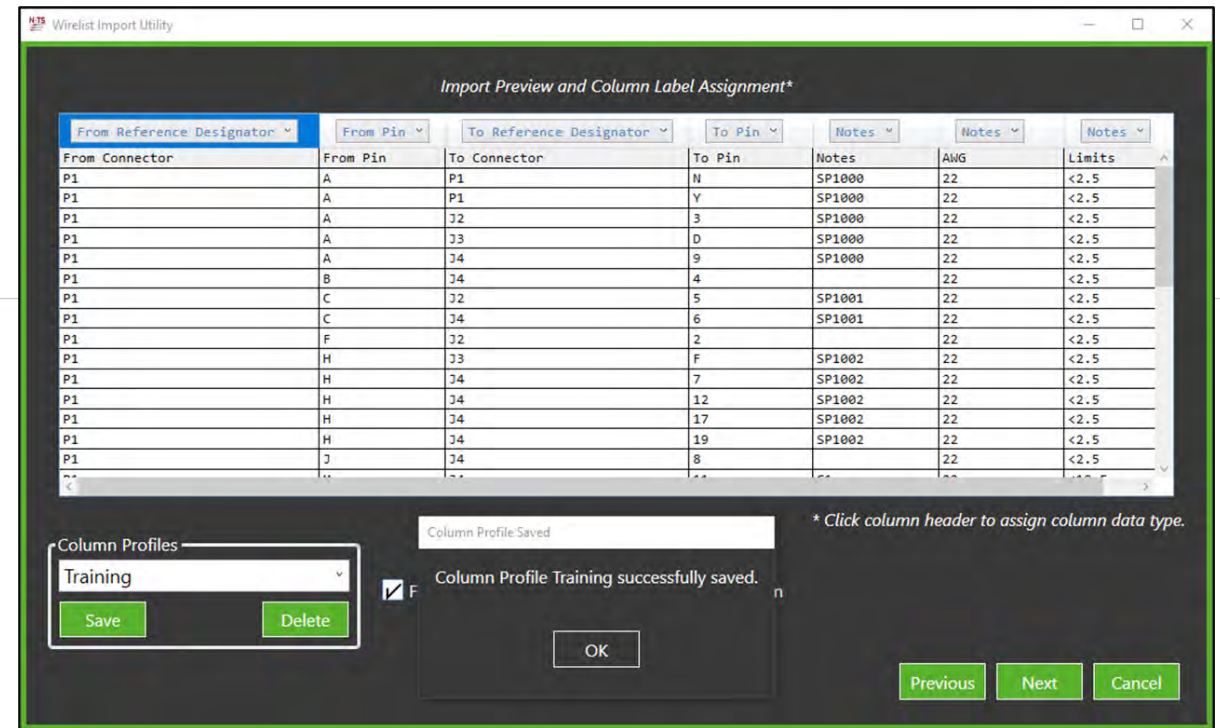 NTS Wirelist Import Utility
Import Preview and Column Label Assignment*
From Reference Designator From Pin To Reference Designator To Pin Notes Notes Notes
From Connector From Pin To Connector To Pin Notes AWG Limits
P1 A P1 N SP1000 22 <2.5
P1 A P1 Y SP1000 22 <2.5
P1 A J2 3 SP1000 22 <2.5
P1 A J3 D SP1000 22 <2.5
P1 A J4 9 SP1000 22 <2.5
P1 B J4 4 22 <2.5
P1 C J2 5 SP1001 22 <2.5
P1 C J4 6 SP1001 22 <2.5
P1 F J2 2 22 <2.5
P1 H J3 F SP1002 22 <2.5
P1 H J4 7 SP1002 22 <2.5
P1 H J4 12 SP1002 22 <2.5
P1 H J4 17 SP1002 22 <2.5
P1 H J4 19 SP1002 22 <2.5
P1 J J4 8 22 <2.5
* Click column header to assign column data type.
Column Profiles
Training
Save Delete
F
Column Profile Saved
Column Profile Training successfully saved.
n
OK
Previous Next Cancel